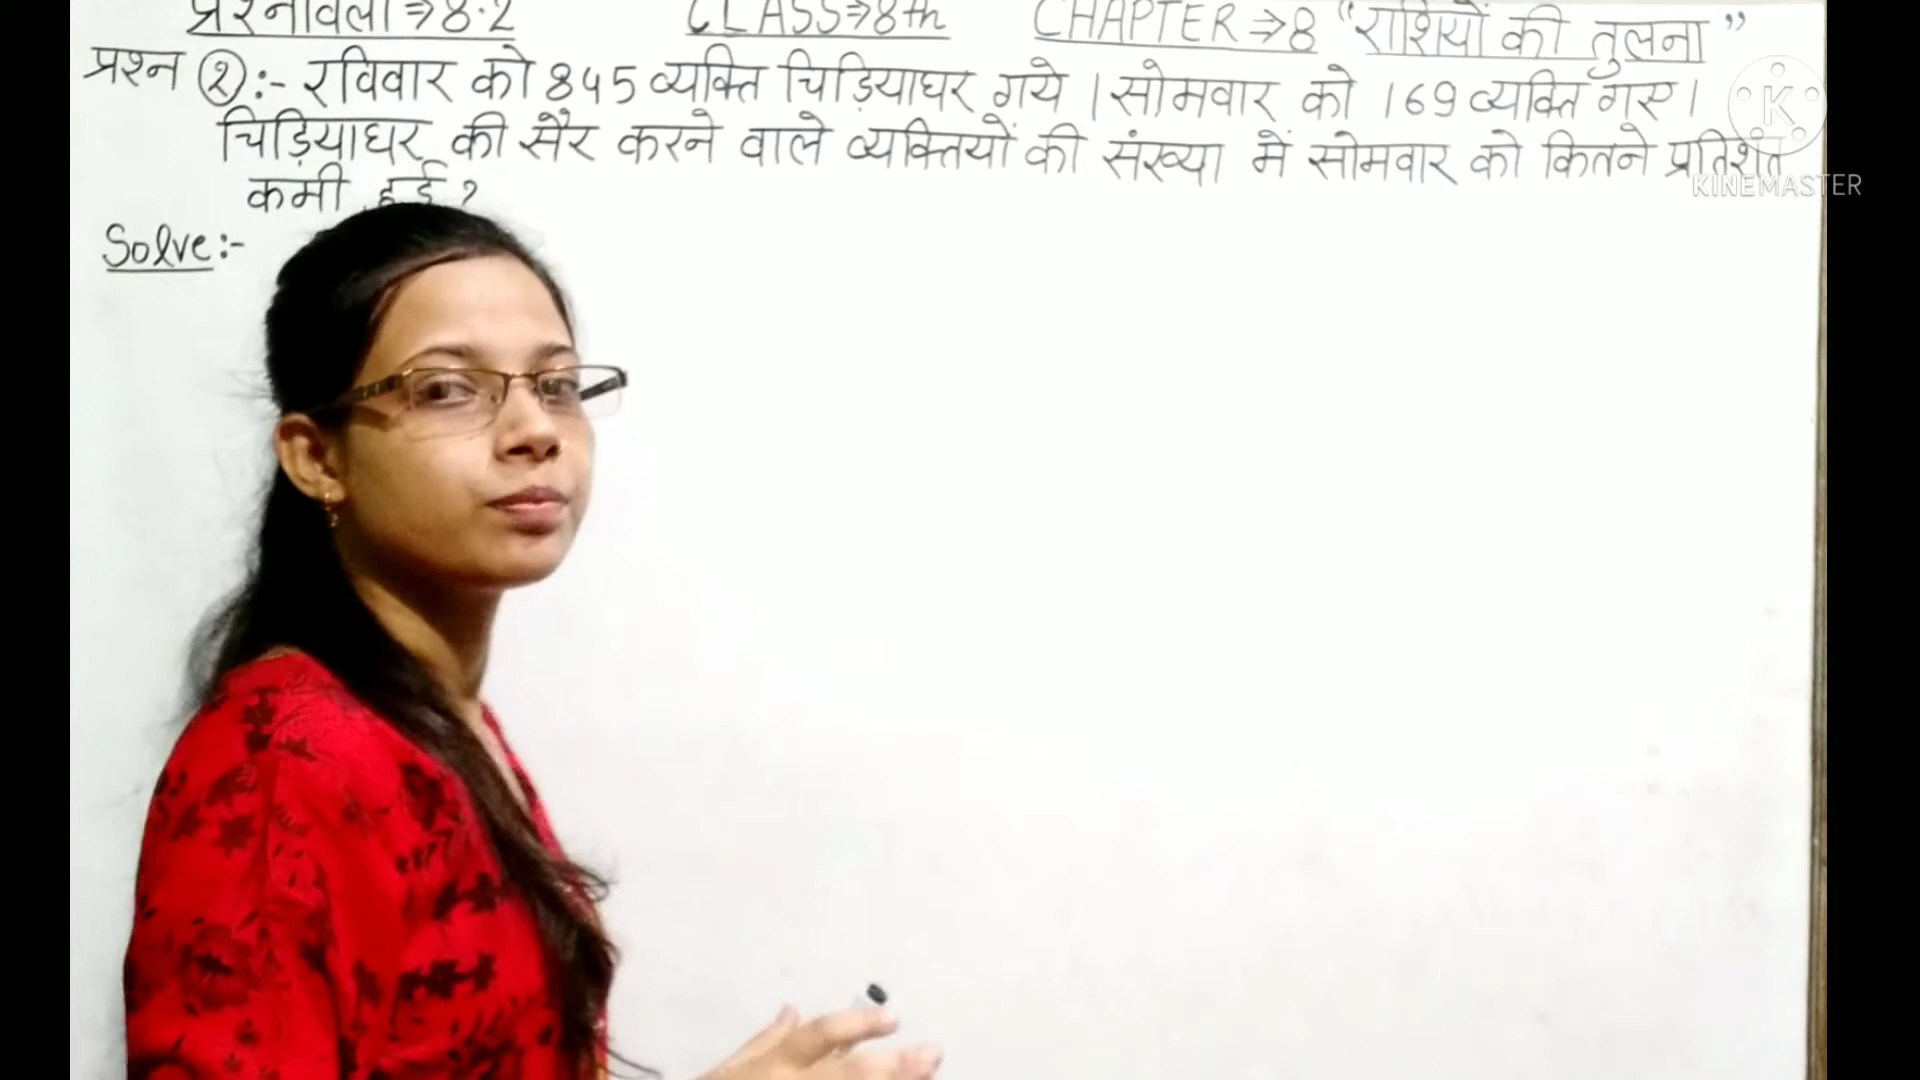 प्रश्नावली⇒8.2 CLASS⇒8th CHAPTER⇒8 “राशियों की तुलना”
प्रश्न ②:- रविवार को 845 व्यक्ति चिड़ियाघर गये । सोमवार को 169 व्यक्ति गए ।
चिड़ियाघर की सैर करने वाले व्यक्तियों की संख्या में सोमवार को कितने प्रतिशत
कमी हुई ?
Solve:-
K
KINEMASTER